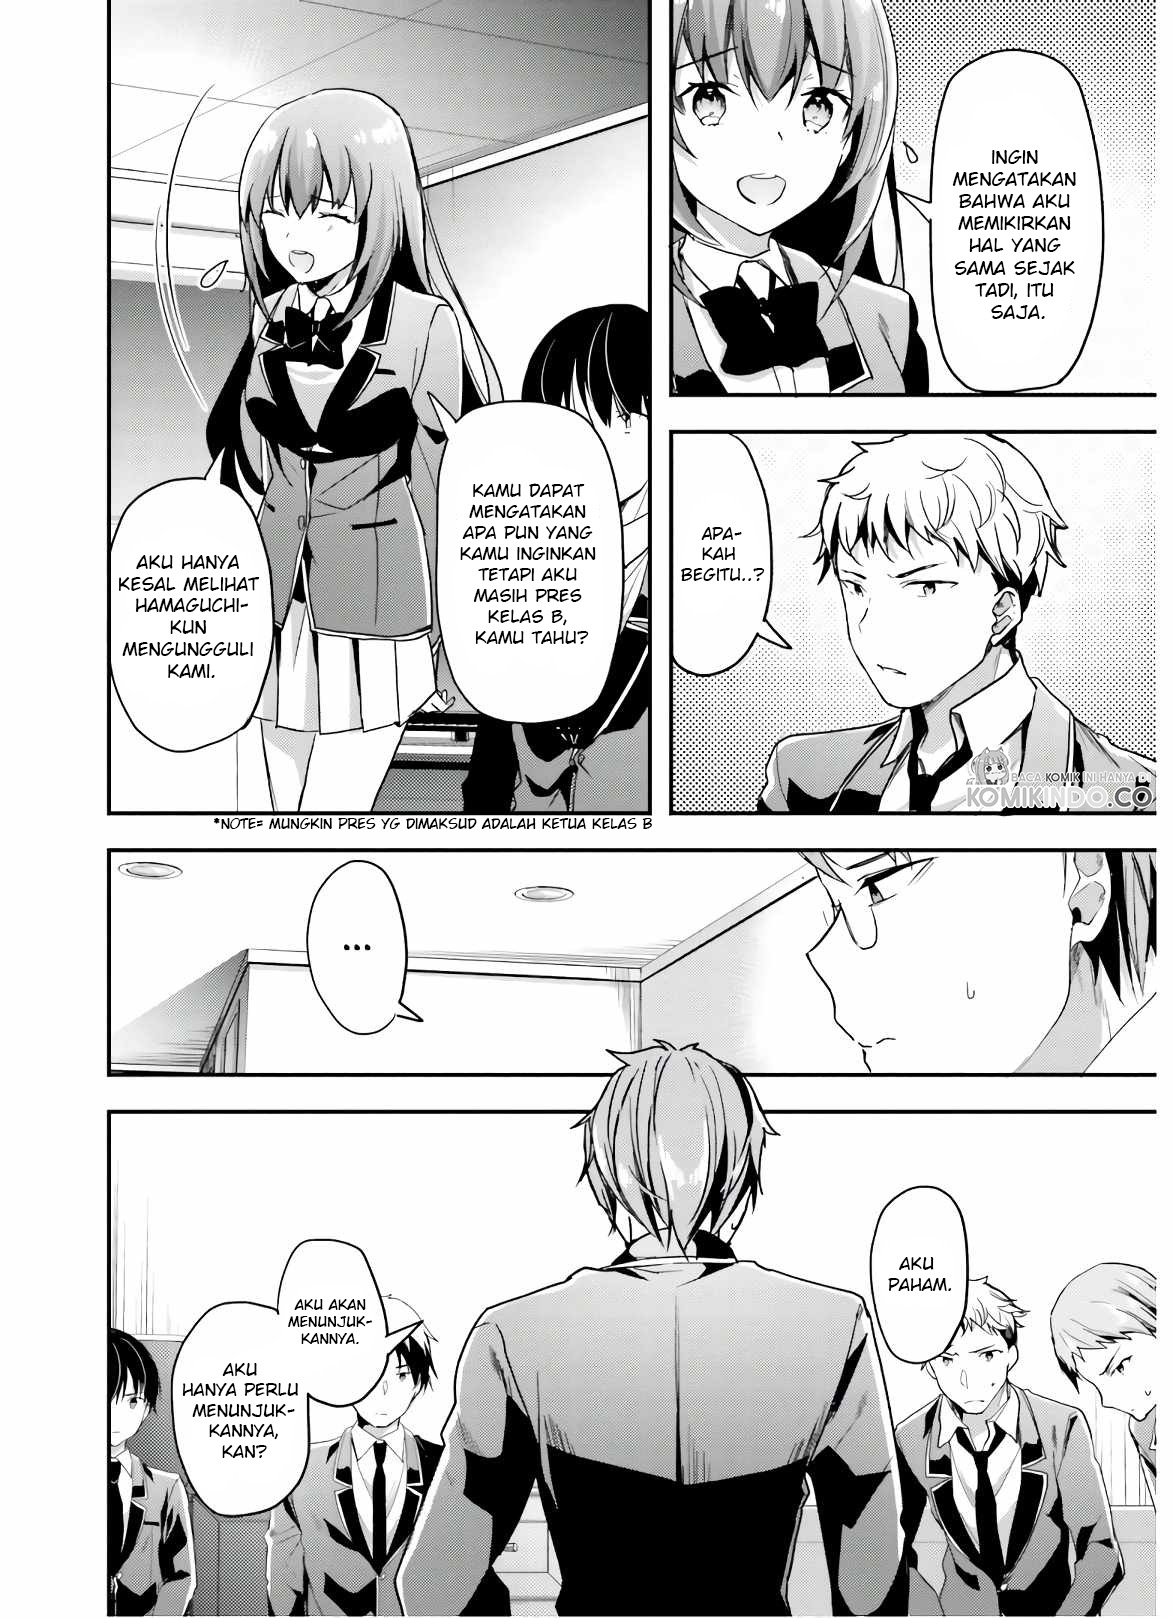 INGIN
MENGATAKAN
BAHWA AKU
MEMIKIRKAN
HAL YANG
SAMA SEJAK
TADI, ITU
SAJA.
KAMU DAPAT
MENGATAKAN
APA PUN YANG
KAMU INGINKAN
TETAPI AKU
MASIH PRES
KELAS B,
KAMU TAHU?
AKU HANYA
KESAL MELIHAT
HAMAGUCHI-
KUN
MENGUNGGULI
KAMI.
APA-
KAH
BEGITU..?
BACA KOMIK INI HANYA DI
KOMIKINDO.CO
*NOTE= MUNGKIN PRES YG DIMAKSUD ADALAH KETUA KELAS B
...
AKU
PAHAM.
AKU AKAN
MENUNJUK-
KANNYA.
AKU
HANYA PERLU
MENUNJUK-
KANNYA,
KAN?